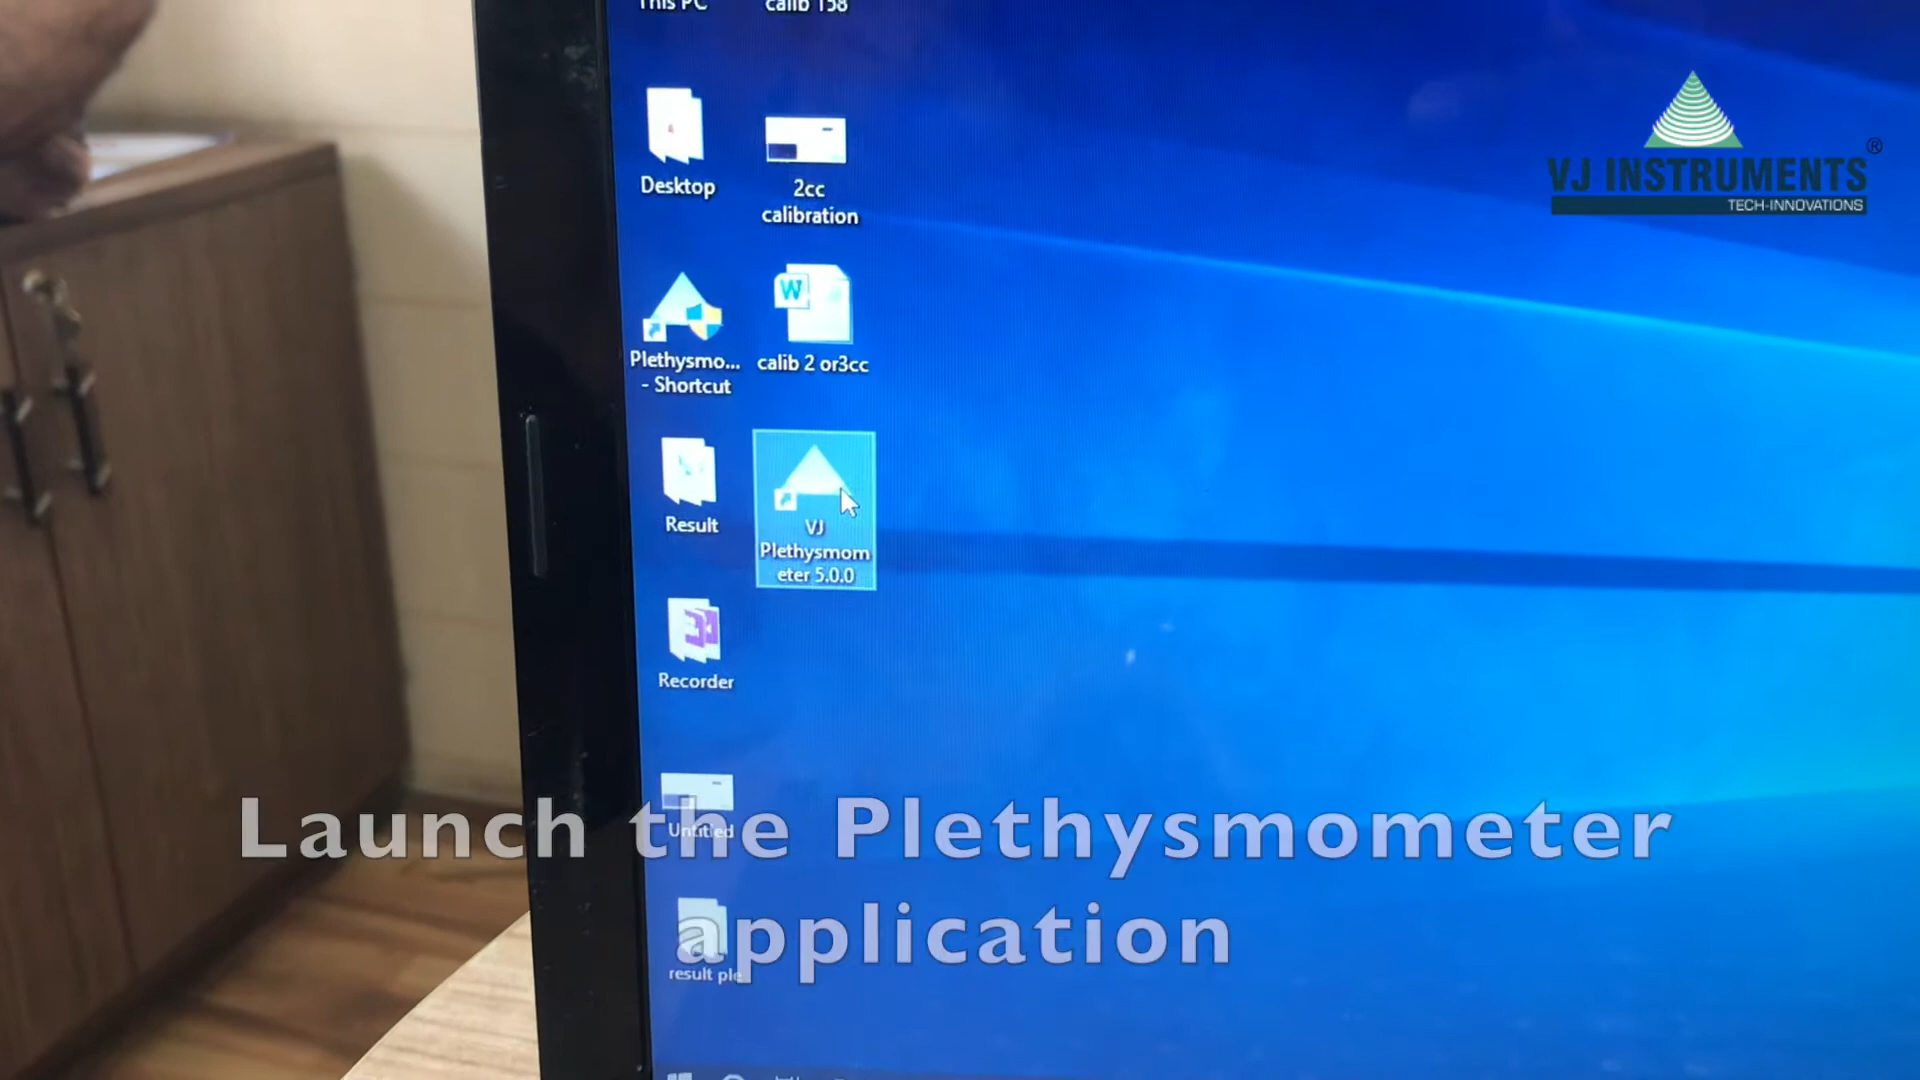 This PC
calib 158
Desktop
2cc
calibration
Plethysmo...
- Shortcut
calib 2 or3cc
Result
VJ
Plethysmom
eter 5.0.0
Recorder
Untitled
result ple
Launch the Plethysmometer
application
VJ INSTRUMENTS®
TECH-INNOVATIONS